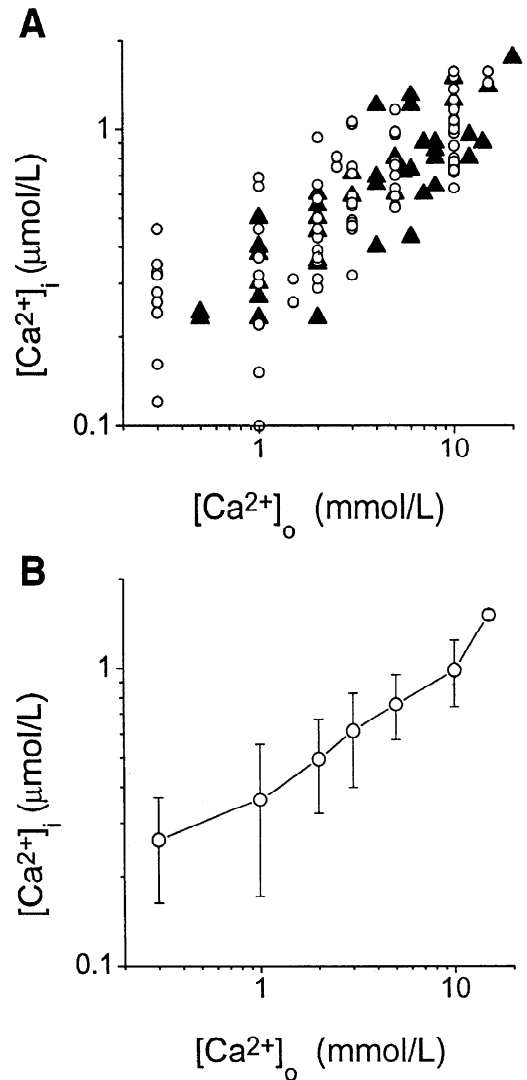 A
1
[Ca²⁺]ᵢ (μmol/L)
0.1
1 10
[Ca²⁺]ₒ (mmol/L)
B
1
[Ca²⁺]ᵢ (μmol/L)
0.1
1 10
[Ca²⁺]ₒ (mmol/L)